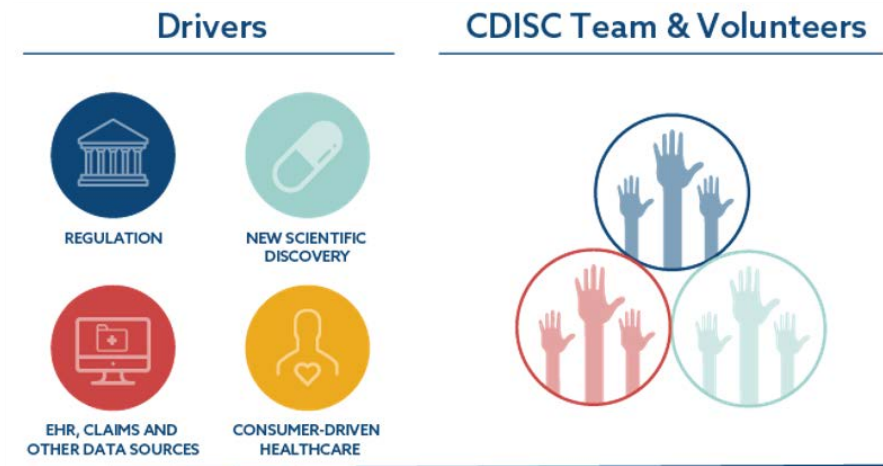 Drivers
CDISC Team & Volunteers
REGULATION
NEW SCIENTIFIC
DISCOVERY
EHR, CLAIMS AND
OTHER DATA SOURCES
CONSUMER-DRIVEN
HEALTHCARE